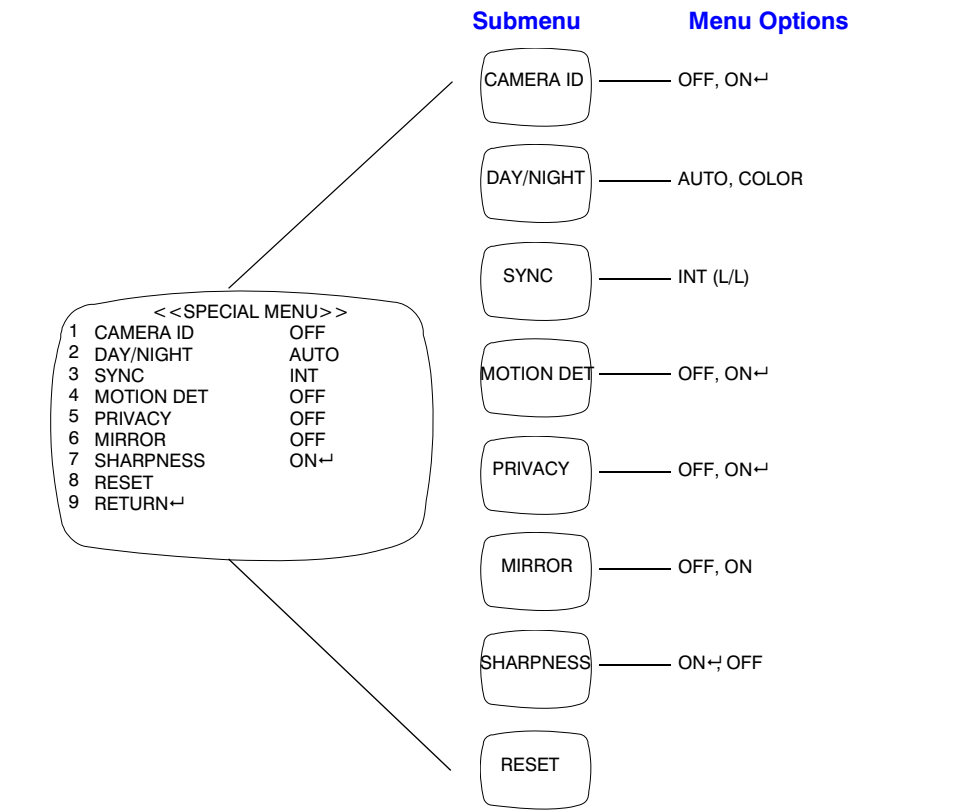 Submenu Menu Options
CAMERA ID OFF, ON↵
DAY/NIGHT AUTO, COLOR
SYNC INT (L/L)
MOTION DET OFF, ON↵
PRIVACY OFF, ON↵
MIRROR OFF, ON
SHARPNESS ON↵, OFF
RESET
<<SPECIAL MENU>>
1 CAMERA ID OFF
2 DAY/NIGHT AUTO
3 SYNC INT
4 MOTION DET OFF
5 PRIVACY OFF
6 MIRROR OFF
7 SHARPNESS ON↵
8 RESET
9 RETURN↵